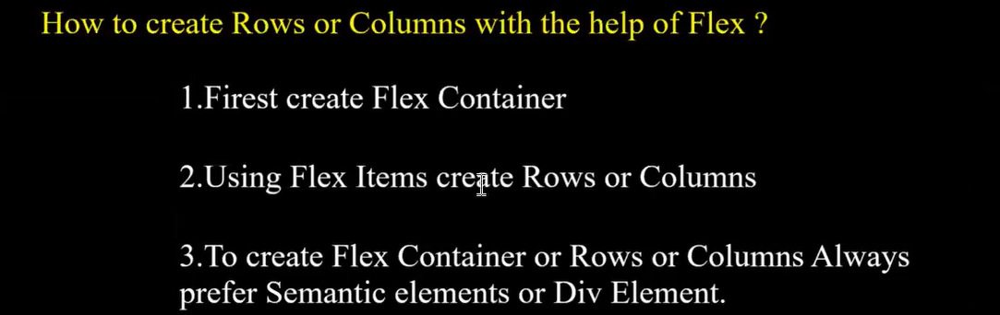 How to create Rows or Columns with the help of Flex ?
1.Firest create Flex Container
2.Using Flex Items create Rows or Columns
3.To create Flex Container or Rows or Columns Always
prefer Semantic elements or Div Element.